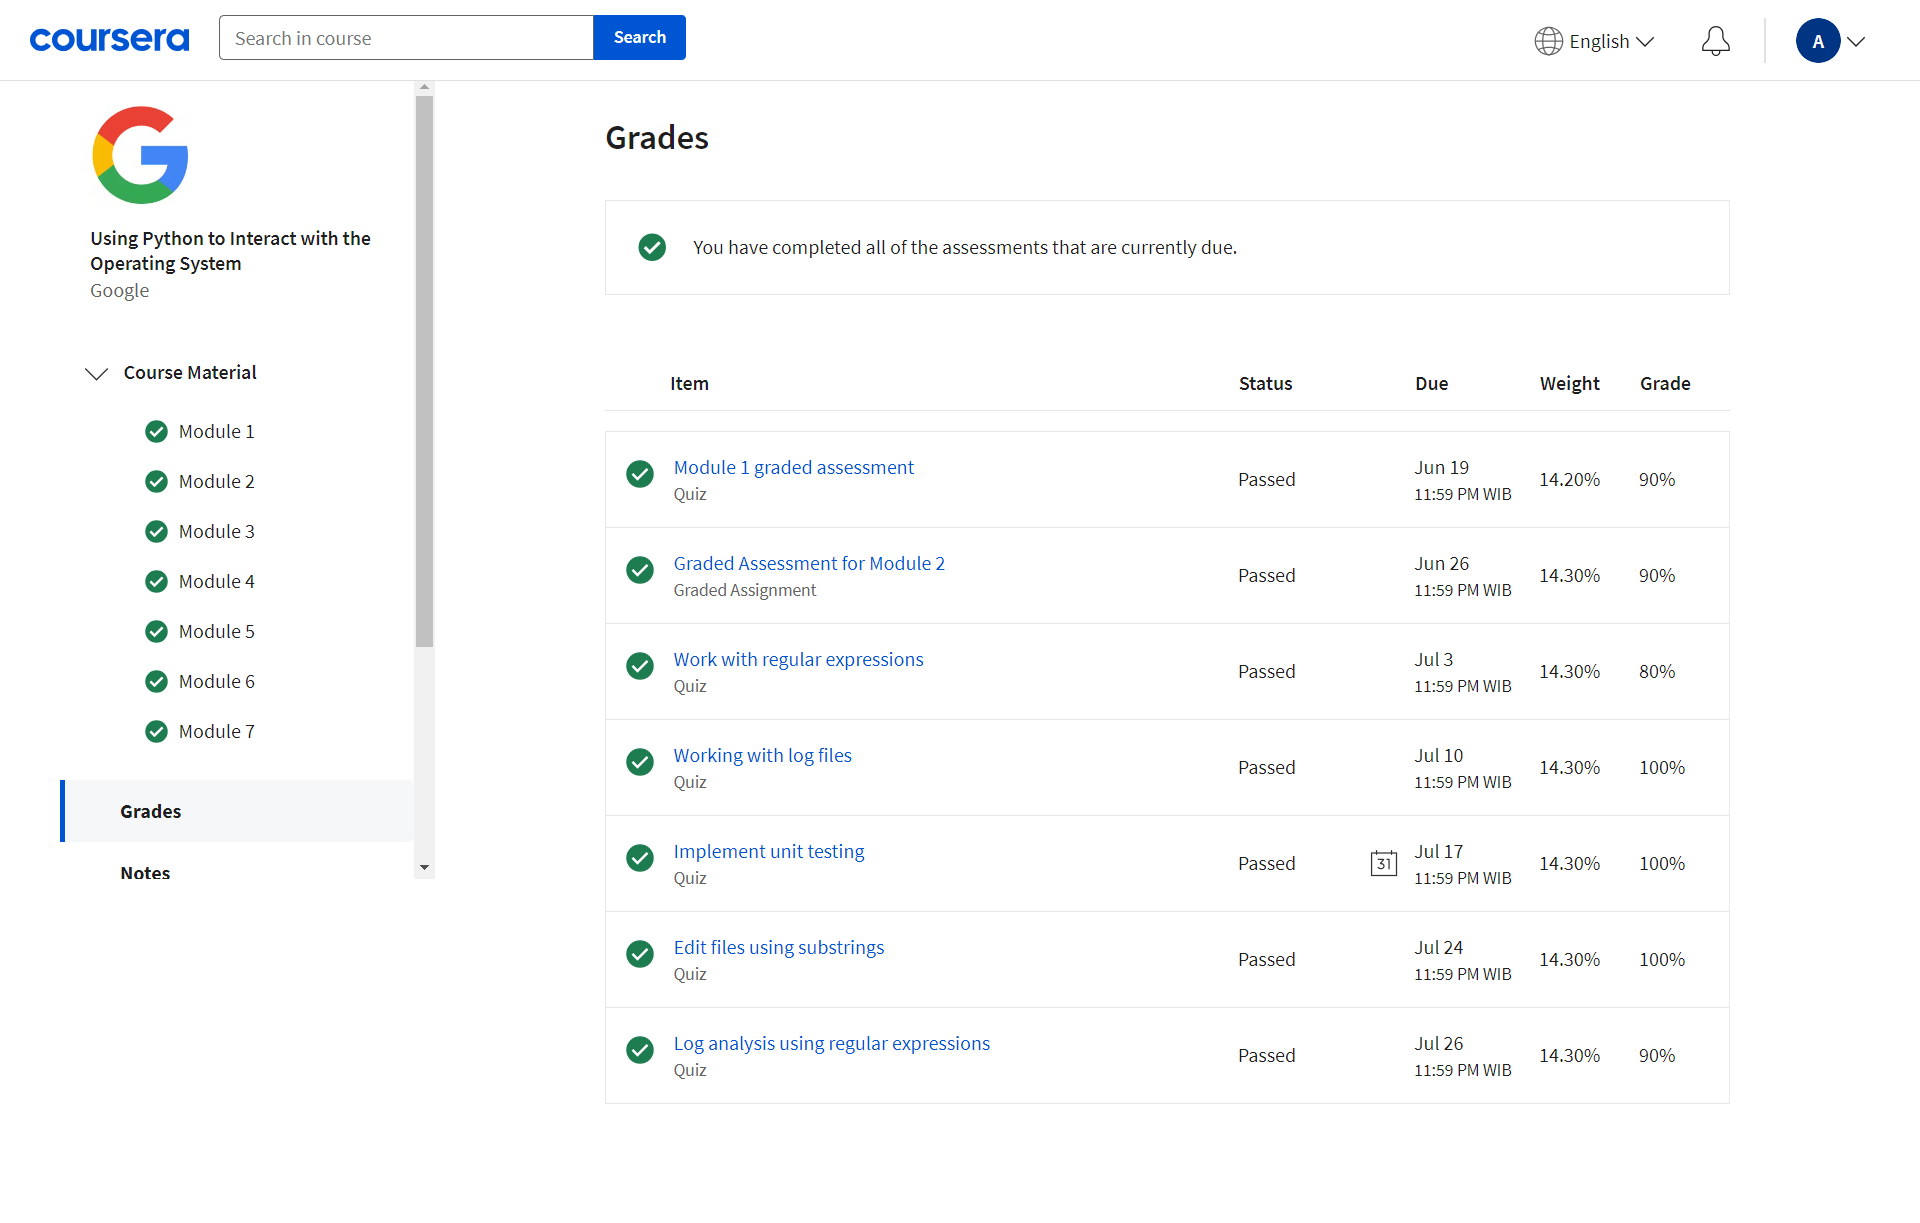 coursera
Search in course
Search
English
A
Using Python to Interact with the
Operating System
Google
Course Material
Module 1
Module 2
Module 3
Module 4
Module 5
Module 6
Module 7
Grades
Notes
Grades
You have completed all of the assessments that are currently due.
Item Status Due Weight Grade
Module 1 graded assessment
Quiz
Passed
Jun 19
11:59 PM WIB
14.20%
90%
Graded Assessment for Module 2
Graded Assignment
Passed
Jun 26
11:59 PM WIB
14.30%
90%
Work with regular expressions
Quiz
Passed
Jul 3
11:59 PM WIB
14.30%
80%
Working with log files
Quiz
Passed
Jul 10
11:59 PM WIB
14.30%
100%
Implement unit testing
Quiz
Passed
31
Jul 17
11:59 PM WIB
14.30%
100%
Edit files using substrings
Quiz
Passed
Jul 24
11:59 PM WIB
14.30%
100%
Log analysis using regular expressions
Quiz
Passed
Jul 26
11:59 PM WIB
14.30%
90%